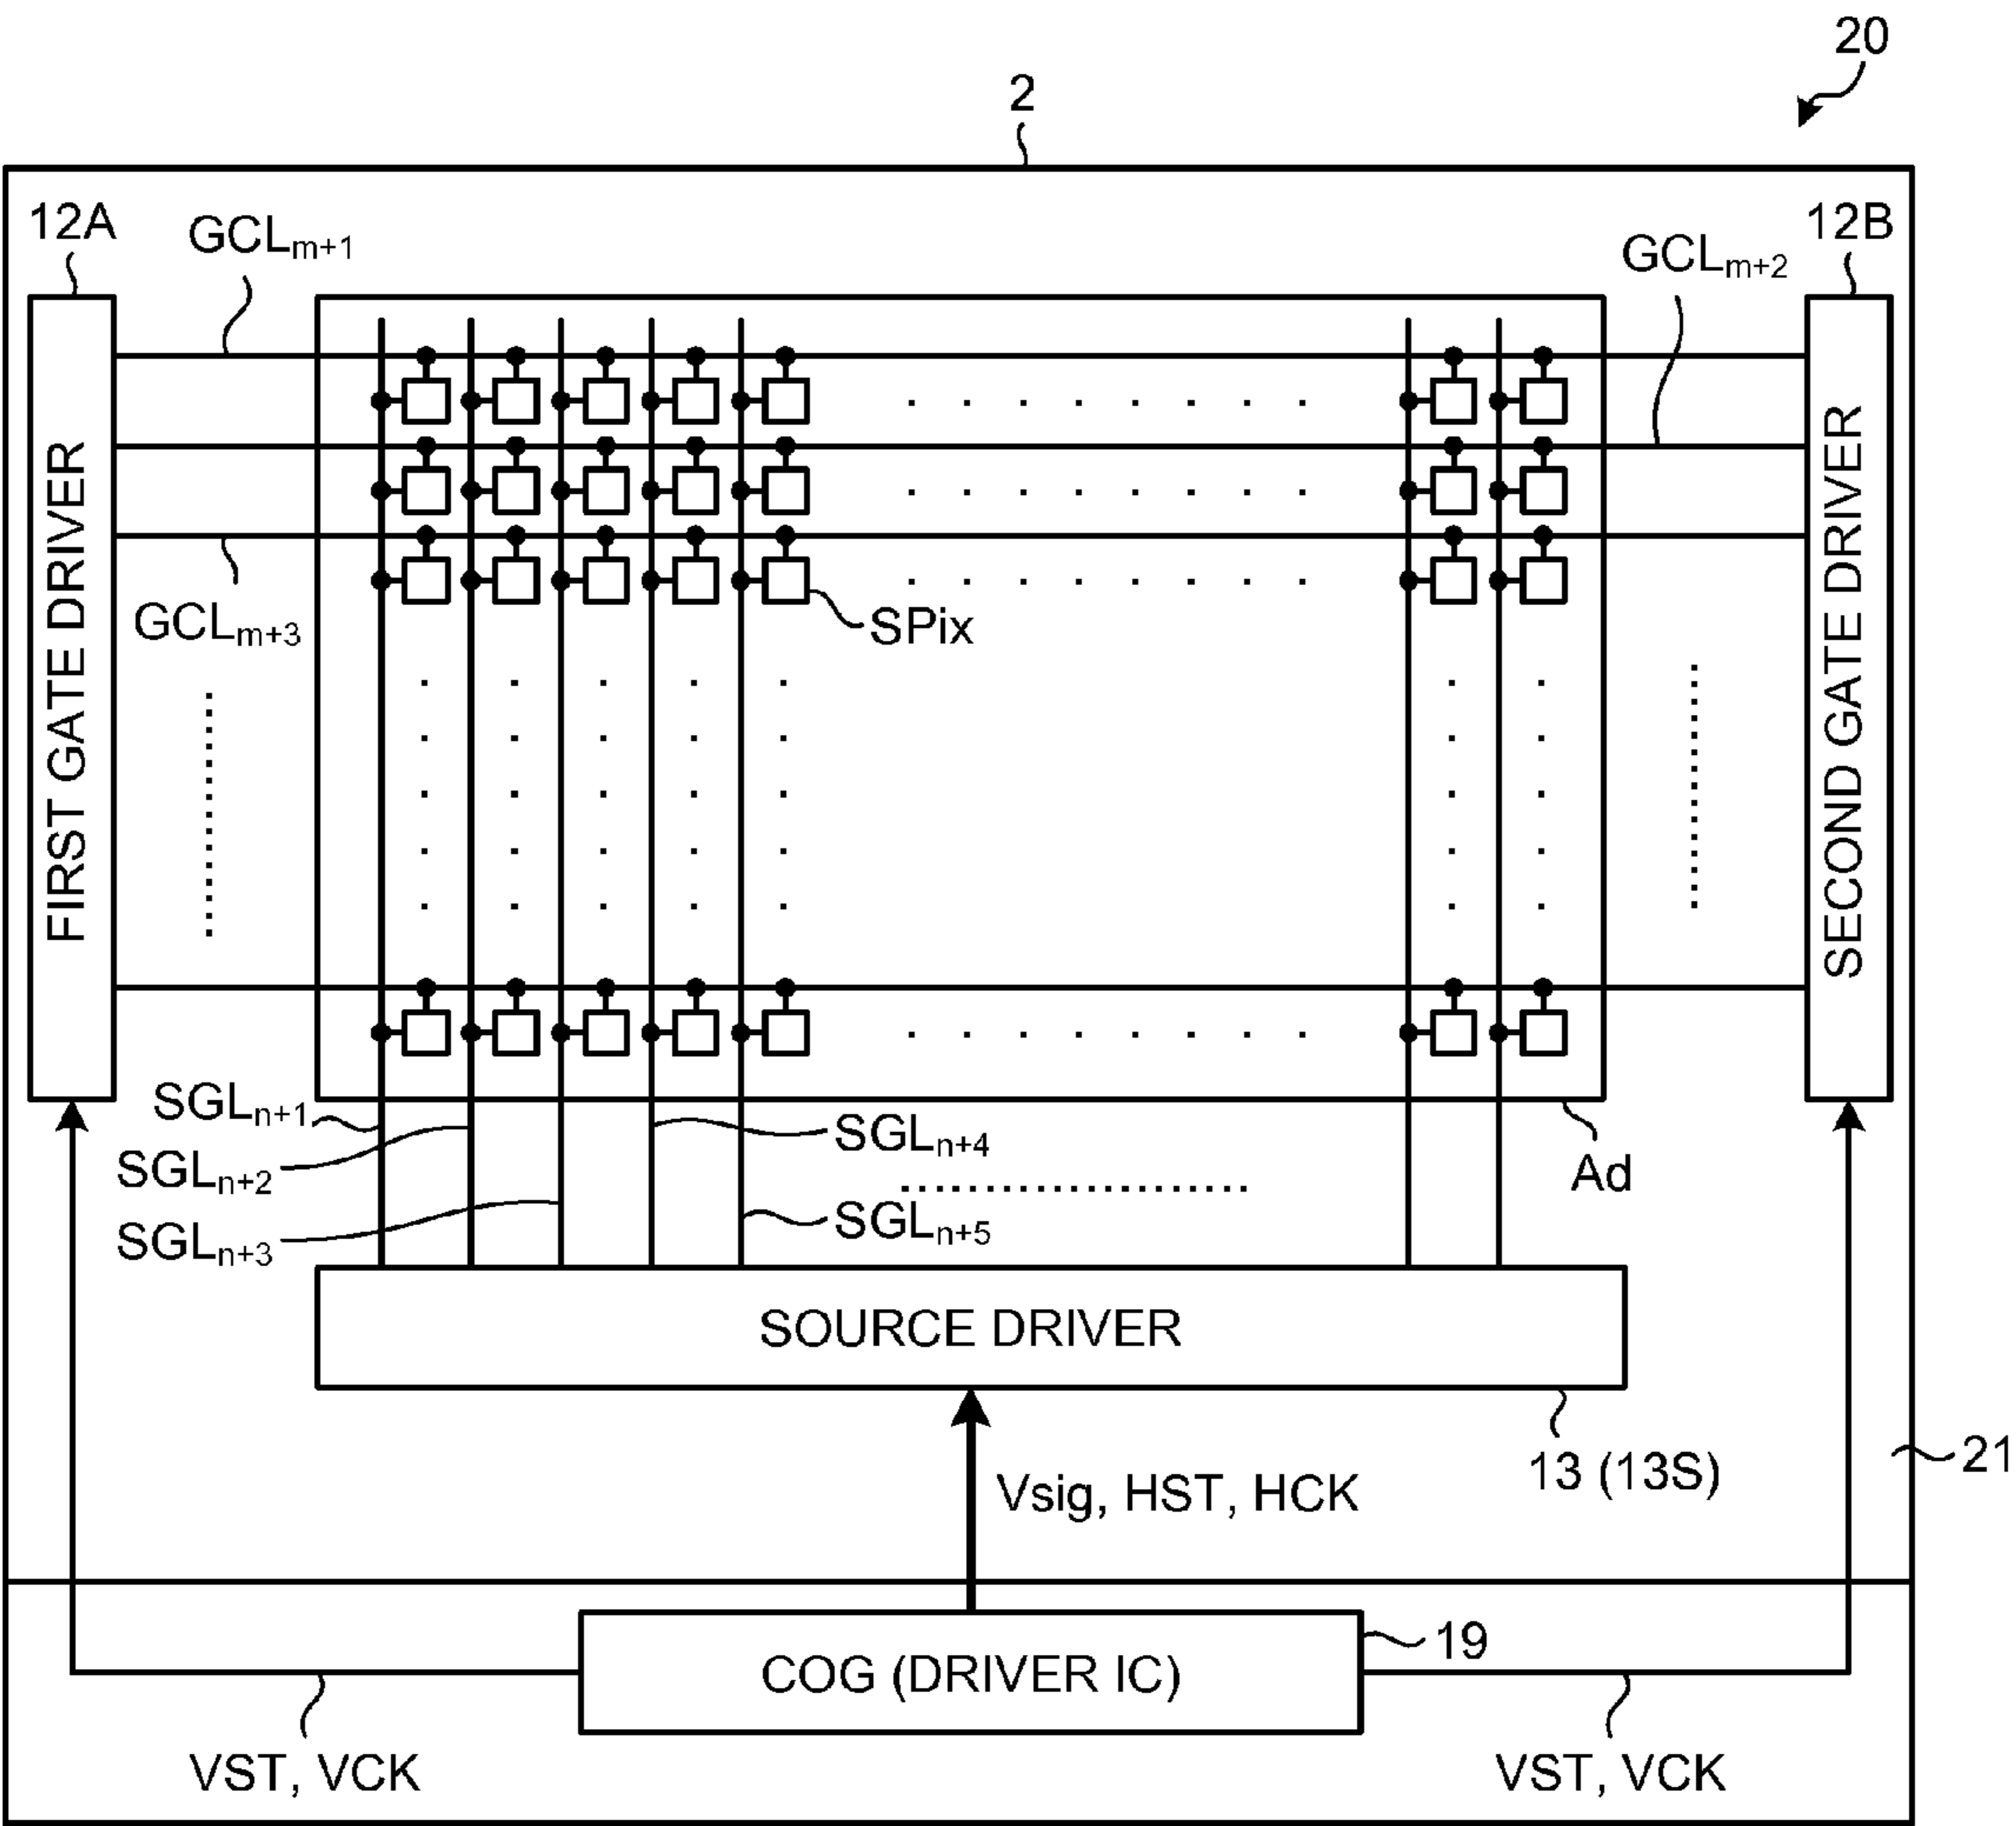 20
2
12A
GCLm+1
12B
GCLm+2
FIRST GATE DRIVER
SECOND GATE DRIVER
GCLm+3
SPix
SGLn+1
SGLn+2
SGLn+3
SGLn+4
SGLn+5
Ad
SOURCE DRIVER
13 (13S)
21
Vsig, HST, HCK
COG (DRIVER IC)
19
VST, VCK
VST, VCK